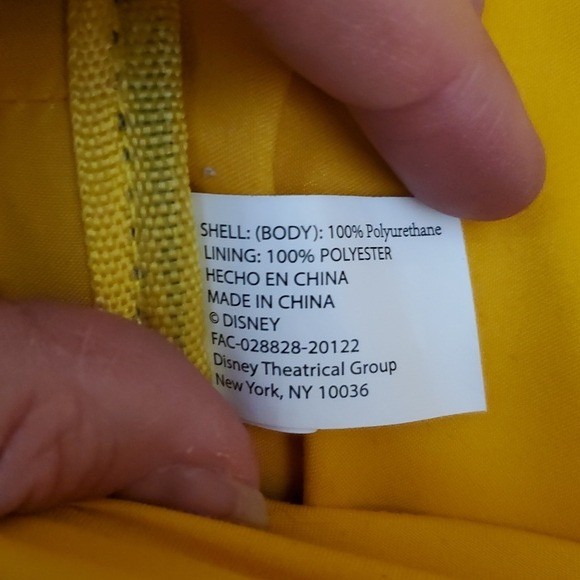 SHELL: (BODY): 100% Polyurethane
LINING: 100% POLYESTER
HECHO EN CHINA
MADE IN CHINA
© DISNEY
FAC-028828-20122
Disney Theatrical Group
New York, NY 10036